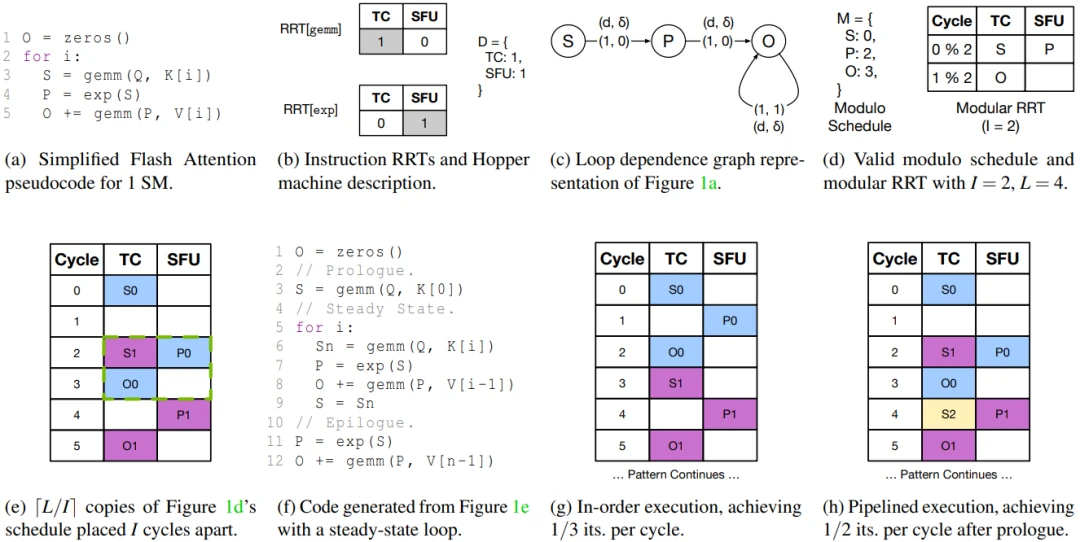 1 O = zeros()
2 for i:
3   S = gemm(Q, K[i])
4   P = exp(S)
5   O += gemm(P, V[i])
(a) Simplified Flash Attention
pseudocode for 1 SM.
RRT[gemm]
TC SFU
1 0
RRT[exp]
TC SFU
0 1
D = {
TC: 1,
SFU: 1
}
(b) Instruction RRTs and Hopper
machine description.
S
(d, δ)
(1, 0)
P
(d, δ)
(1, 0)
O
(1, 1)
(d, δ)
(c) Loop dependence graph repre-
sentation of Figure 1a.
M = {
S: 0,
P: 2,
O: 3,
}
Modulo
Schedule
Cycle TC SFU
0 % 2 S P
1 % 2 O
Modular RRT
(I = 2)
(d) Valid modulo schedule and
modular RRT with I = 2, L = 4.
Cycle TC SFU
0 S0
1
2 S1 P0
3 O0
4 P1
5 O1
(e) ⌈L/I⌉ copies of Figure 1d's
schedule placed I cycles apart.
1 O = zeros()
2 // Prologue.
3 S = gemm(Q, K[0])
4 // Steady State.
5 for i:
6   Sn = gemm(Q, K[i])
7   P = exp(S)
8   O += gemm(P, V[i-1])
9   S = Sn
10 // Epilogue.
11 P = exp(S)
12 O += gemm(P, V[n-1])
(f) Code generated from Figure 1e
with a steady-state loop.
Cycle TC SFU
0 S0
1 P0
2 O0
3 S1
4 P1
5 O1
... Pattern Continues ...
(g) In-order execution, achieving
1/3 its. per cycle.
Cycle TC SFU
0 S0
1
2 S1 P0
3 O0
4 S2 P1
5 O1
... Pattern Continues ...
(h) Pipelined execution, achieving
1/2 its. per cycle after prologue.